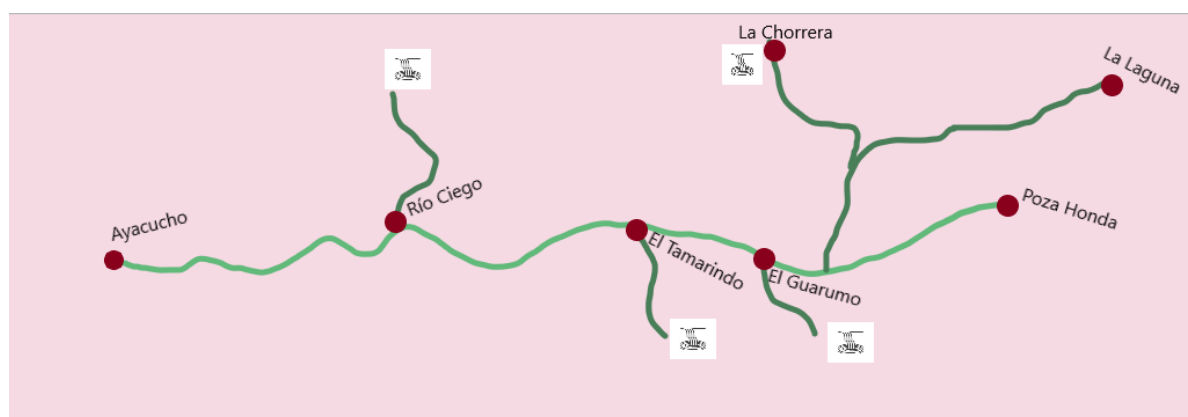 La Chorrera
La Laguna
Río Ciego
Poza Honda
Ayacucho
El Tamarindo
El Guarumo